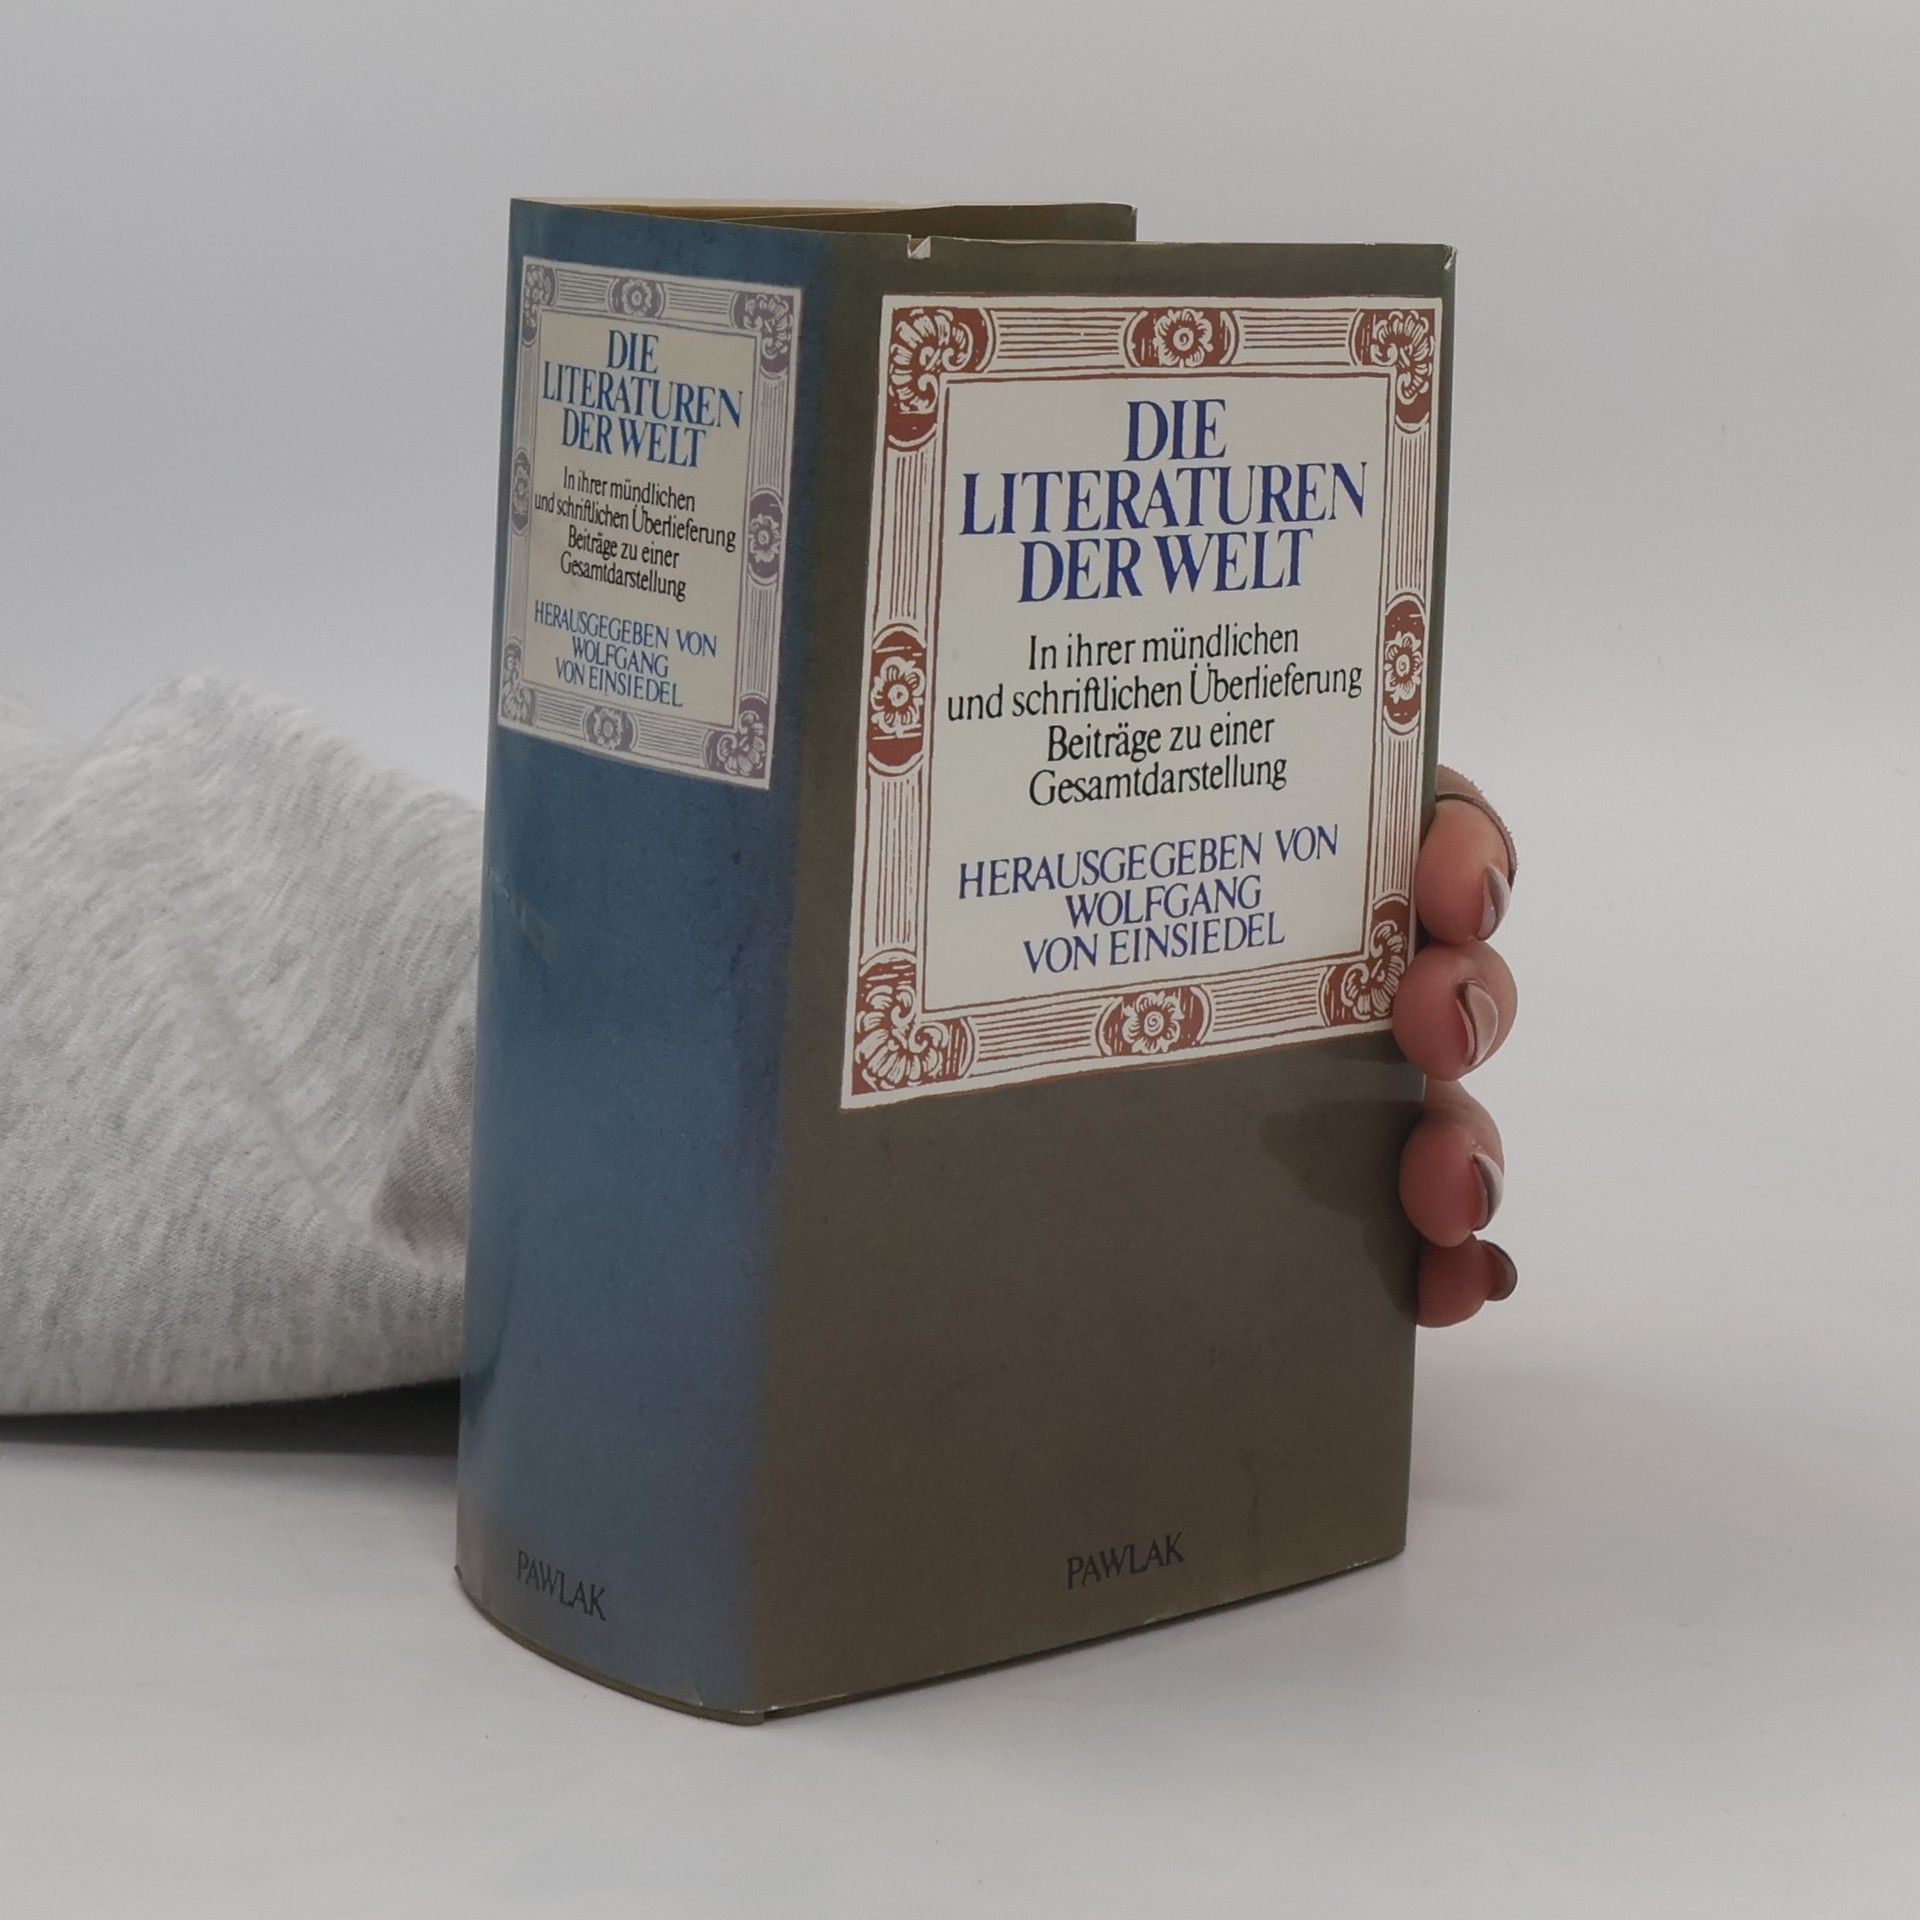 DIE
LITERATUREN
DER WELT
In ihrer mündlichen
und schriftlichen Überlieferung
Beiträge zu einer
Gesamtdarstellung
HERAUSGEGEBEN VON
WOLFGANG
VON EINSIEDEL
PAWLAK
DIE
LITERATUREN
DER WELT
In ihrer mündlichen
und schriftlichen Überlieferung
Beiträge zu einer
Gesamtdarstellung
HERAUSGEGEBEN VON
WOLFGANG
VON EINSIEDEL
PAWLAK